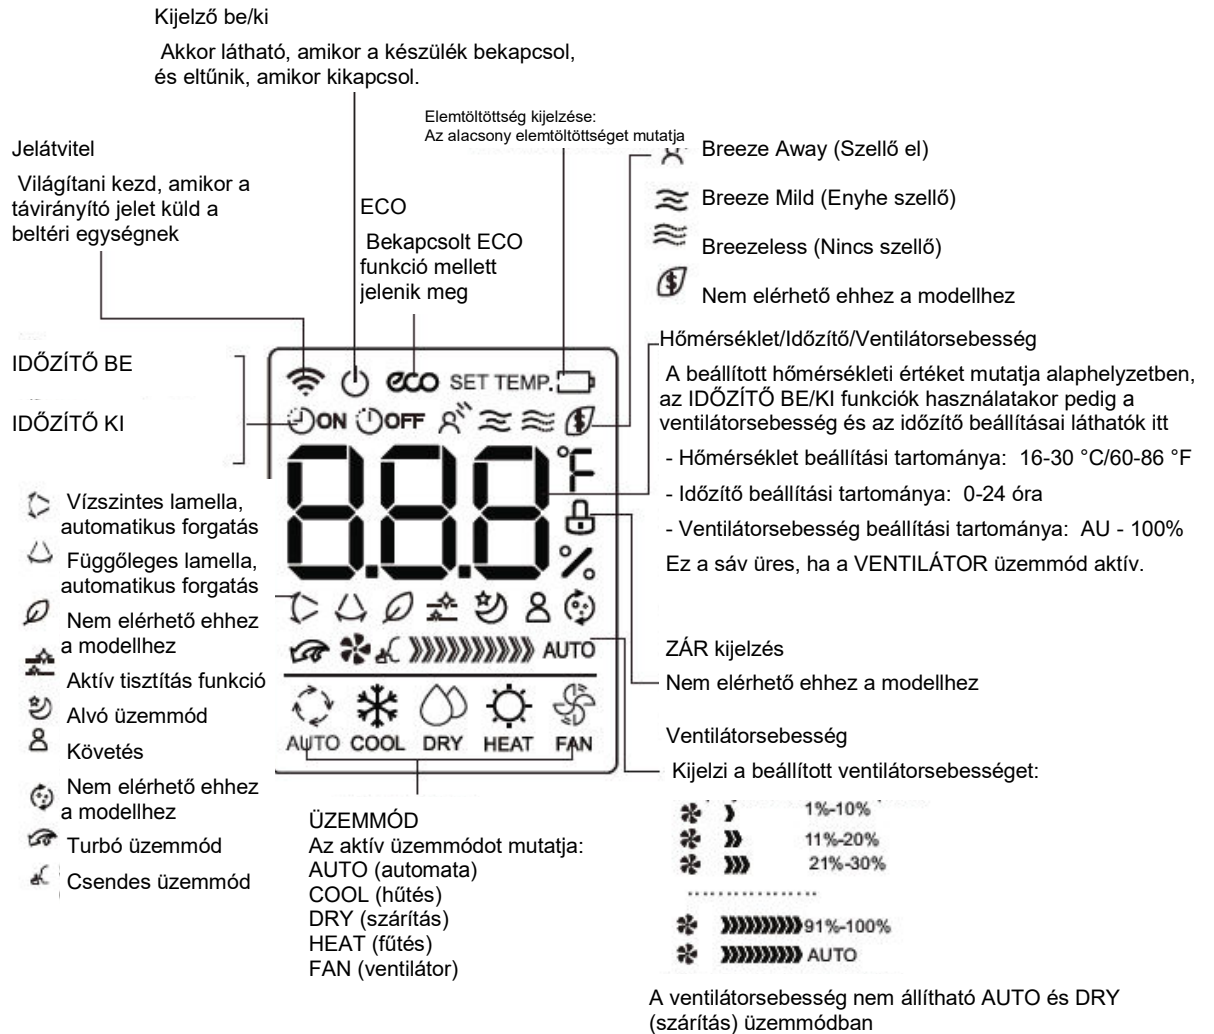 Kijelző be/ki
Akkor látható, amikor a készülék bekapcsol,
és eltűnik, amikor kikapcsol.
Elemtöltöttség kijelzése:
Az alacsony elemtöltöttséget mutatja
Jelátvitel
Világítani kezd, amikor a
távirányító jelet küld a
beltéri egységnek
ECO
Bekapcsolt ECO
funkció mellett
jelenik meg
Breeze Away (Szellő el)
Breeze Mild (Enyhe szellő)
Breezeless (Nincs szellő)
Nem elérhető ehhez a modellhez
IDŐZÍTŐ BE
IDŐZÍTŐ KI
eco SET TEMP.
ON OFF
8.8.8 °F
%
AUTO
AUTO COOL DRY HEAT FAN
Hőmérséklet/Időzítő/Ventilátorsebesség
A beállított hőmérsékleti értéket mutatja alaphelyzetben,
az IDŐZÍTŐ BE/KI funkciók használatakor pedig a
ventilátorsebesség és az időzítő beállításai láthatók itt
- Hőmérséklet beállítási tartománya: 16-30 °C/60-86 °F
- Időzítő beállítási tartománya: 0-24 óra
- Ventilátorsebesség beállítási tartománya: AU - 100%
Ez a sáv üres, ha a VENTILÁTOR üzemmód aktív.
Vízszintes lamella,
automatikus forgatás
Függőleges lamella,
automatikus forgatás
Nem elérhető ehhez
a modellhez
Aktív tisztítás funkció
Alvó üzemmód
Követés
Nem elérhető ehhez
a modellhez
Turbó üzemmód
Csendes üzemmód
ZÁR kijelzés
Nem elérhető ehhez a modellhez
Ventilátorsebesség
Kijelzi a beállított ventilátorsebességet:
1%-10%
11%-20%
21%-30%
..................
91%-100%
AUTO
ÜZEMMÓD
Az aktív üzemmódot mutatja:
AUTO (automata)
COOL (hűtés)
DRY (szárítás)
HEAT (fűtés)
FAN (ventilátor)
A ventilátorsebesség nem állítható AUTO és DRY
(szárítás) üzemmódban